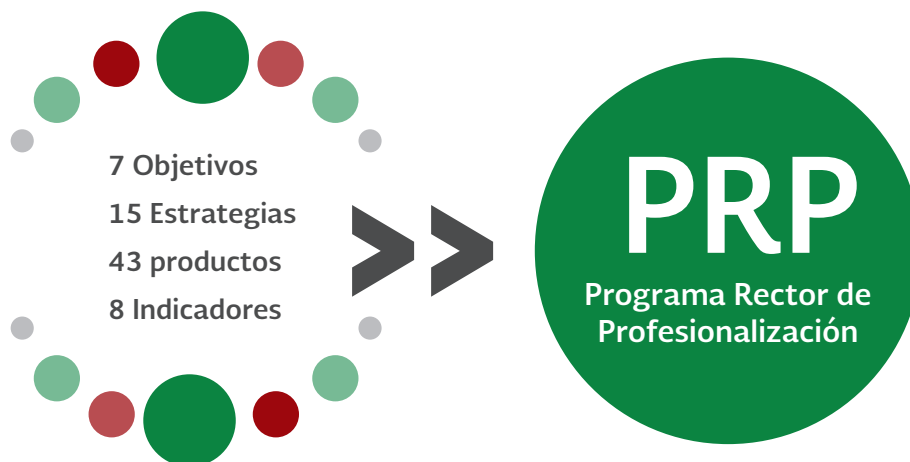 7 Objetivos
15 Estrategias
43 productos
8 Indicadores
PRP
Programa Rector de
Profesionalización